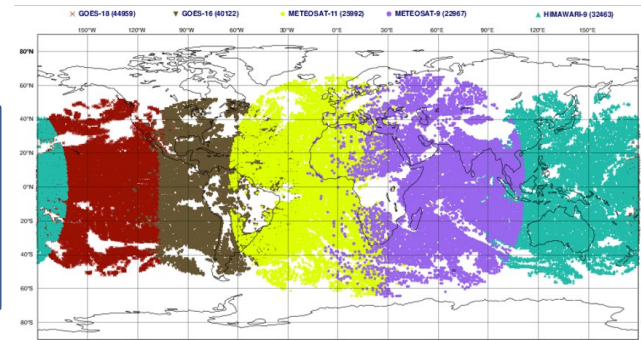 GOES-18 (44959) GOES-16 (40122) METEOSAT-11 (25992) METEOSAT-9 (22967) HIMAWARI-9 (32463)
150°W 120°W 90°W 60°W 30°W 0°E 30°E 60°E 90°E 120°E 150°E
80°N
60°N
40°N
20°N
0°N
20°S
40°S
60°S
80°S